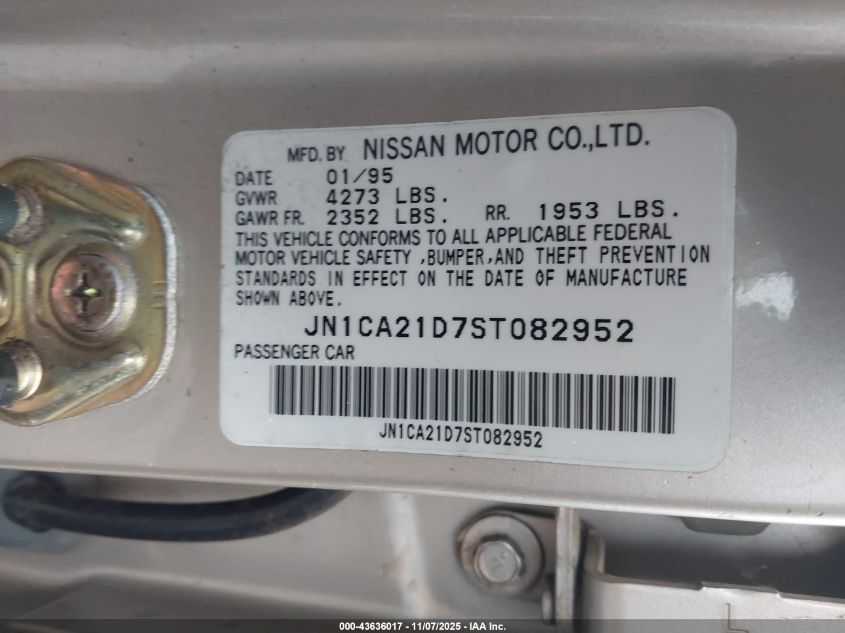 MFD. BY NISSAN MOTOR CO.,LTD.
DATE 01/95
GVWR 4273 LBS.
GAWR FR. 2352 LBS. RR. 1953 LBS.
THIS VEHICLE CONFORMS TO ALL APPLICABLE FEDERAL
MOTOR VEHICLE SAFETY ,BUMPER,AND THEFT PREVENTION
STANDARDS IN EFFECT ON THE DATE OF MANUFACTURE
SHOWN ABOVE.
JN1CA21D7ST082952
PASSENGER CAR
JN1CA21D7ST082952
000-43636017 — 11/07/2025 — IAA Inc.